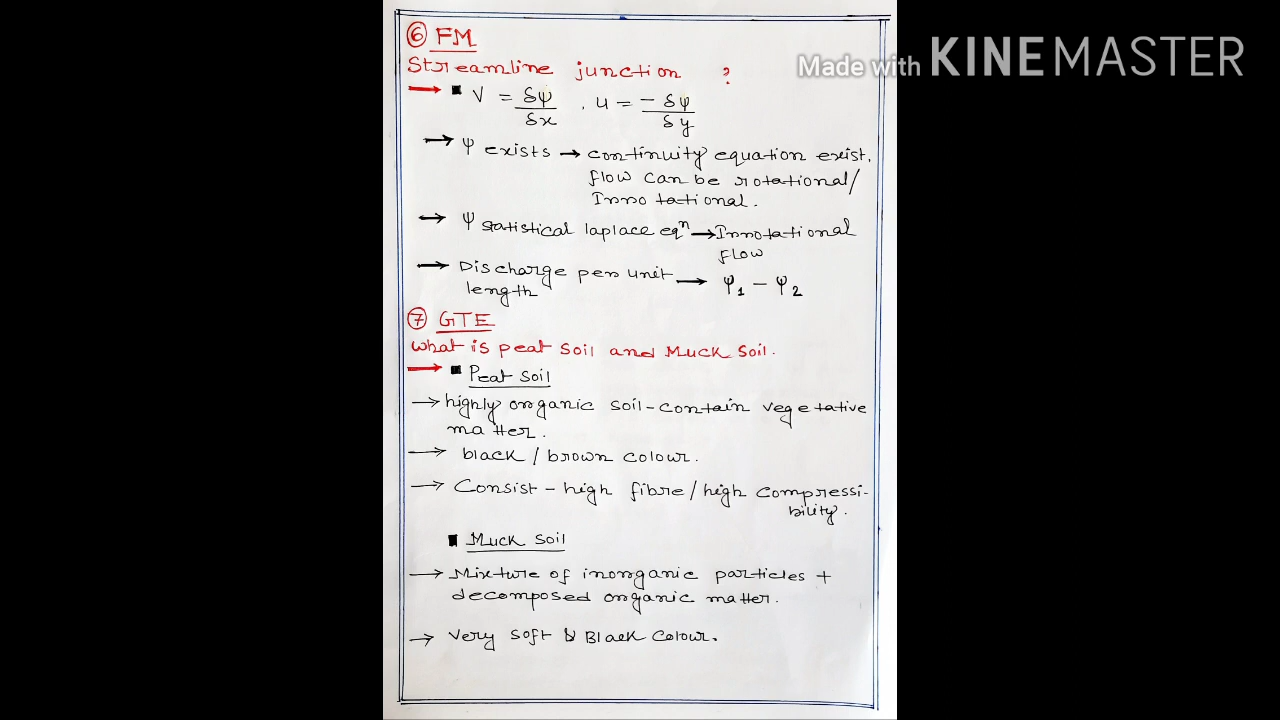 Made with KINEMASTER
⑥ FM
Streamline junction ?
→ ▪ V = δψ/δx , u = -δψ/δy
→ ψ exists → continuity equation exist,
flow can be rotational/
Irrotational.
→ ψ statistical laplace eqⁿ → Irrotational
flow
→ Discharge per unit
length → ψ₁ - ψ₂
⑦ GTE
What is peat soil and Muck soil.
→ ▪ Peat soil
→ highly organic soil - contain vegetative
matter.
→ black / brown colour.
→ Consist - high fibre / high compressi-
bility.
▪ Muck soil
→ Mixture of inorganic particles +
decomposed organic matter.
→ Very soft & Black colour.